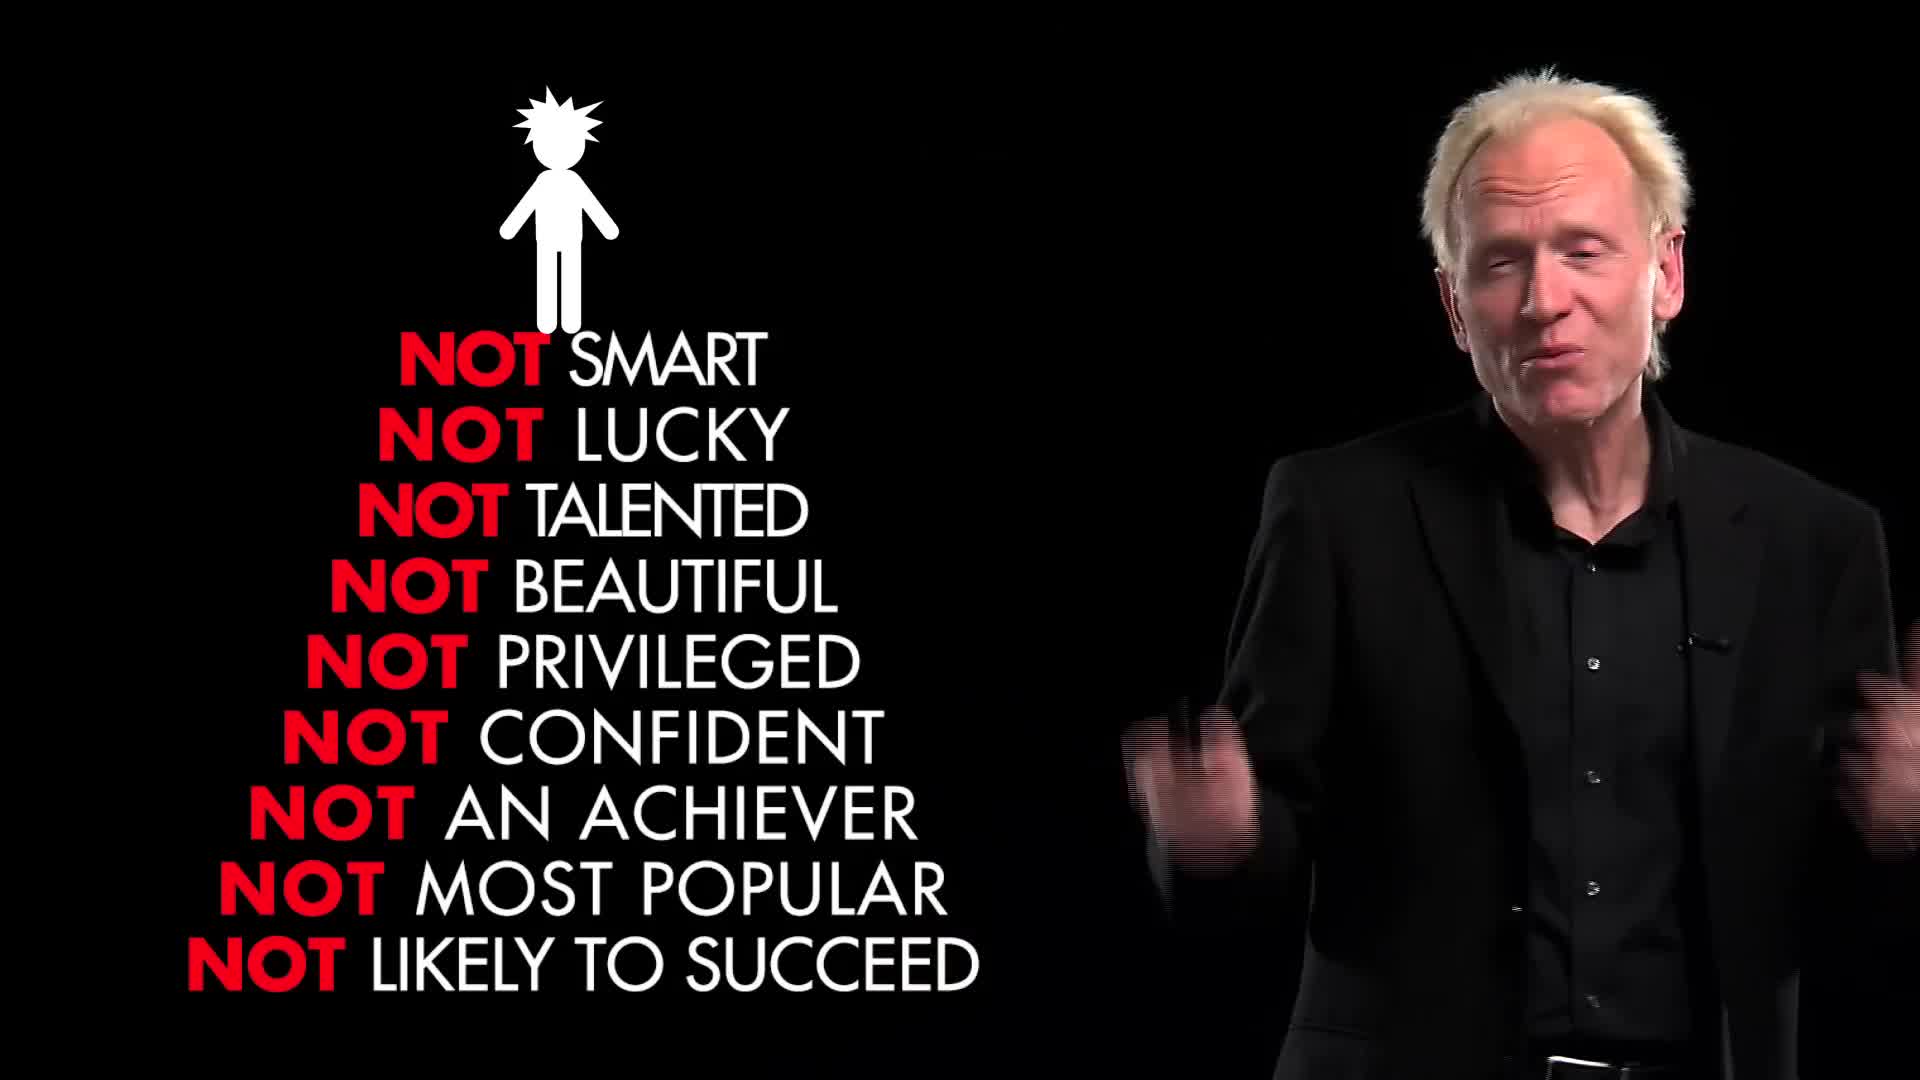 NOT SMART
NOT LUCKY
NOT TALENTED
NOT BEAUTIFUL
NOT PRIVILEGED
NOT CONFIDENT
NOT AN ACHIEVER
NOT MOST POPULAR
NOT LIKELY TO SUCCEED